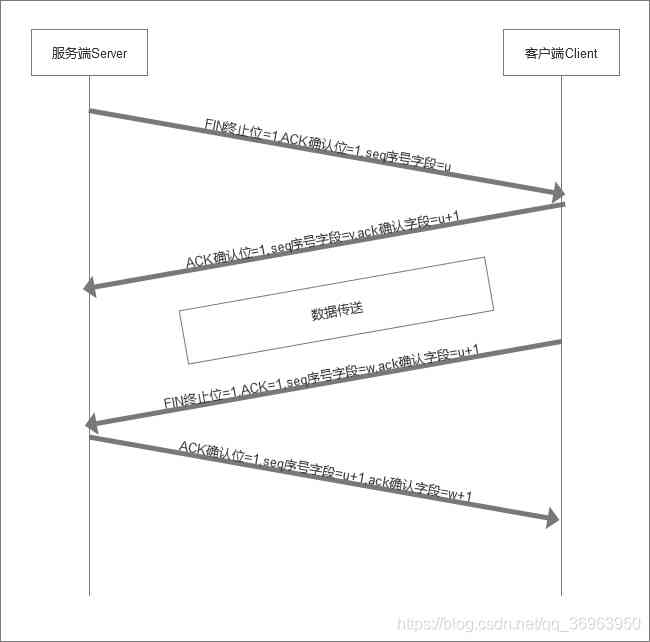 服务端Server
客户端Client
FIN终止位=1,ACK确认位=1,seq序号字段=u
ACK确认位=1,seq序号字段=v,ack确认字段=u+1
数据传送
FIN终止位=1,ACK=1,seq序号字段=w,ack确认字段=u+1
ACK确认位=1,seq序号字段=u+1,ack确认字段=w+1
https://blog.csdn.net/qq_36963950